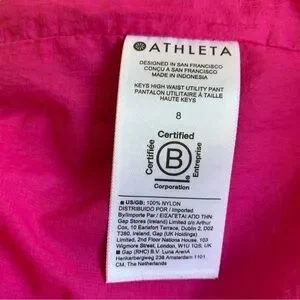 ATHLETA
DESIGNED IN SAN FRANCISCO
CONÇU À SAN FRANCISCO
MADE IN INDONESIA
KEYS HIGH WAIST UTILITY PANT
PANTALON UTILITAIRE À TAILLE
HAUTE KEYS
8
Certified
Certifiée
B
Entreprise
Corporation
US/GB: 100% NYLON
DISTRIBUIDO POR / Imported
By/Importe Par / ΕΙΣΑΓΕΤΑΙ ΑΠΟ ΤΗΝ
Gap Stores (Ireland) Limited, c/o Arthur
Cox, 10 Earlsfort Terrace, Dublin 2, D02
T380, Ireland, Gap (UK Holdings)
Limited, 2nd Floor Nations House, 103
Wigmore Street, London, W1U 1QS, UK
Gap (RHC) B.V. Luna ArenA
Herikerbergweg 238 Amsterdam 1101
CM, The Netherlands